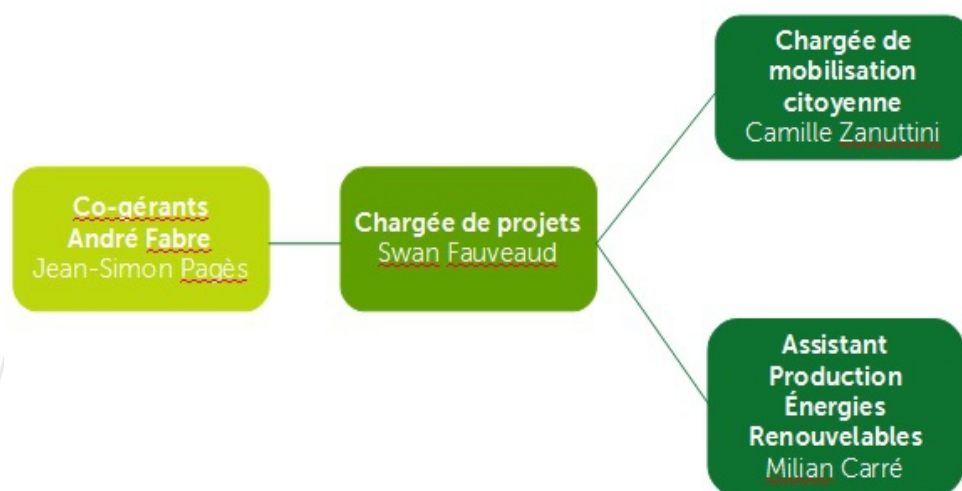 Co-gérants
André Fabre
Jean-Simon Pagès
Chargée de projets
Swan Fauveaud
Chargée de
mobilisation
citoyenne
Camille Zanuttini
Assistant
Production
Énergies
Renouvelables
Milian Carré